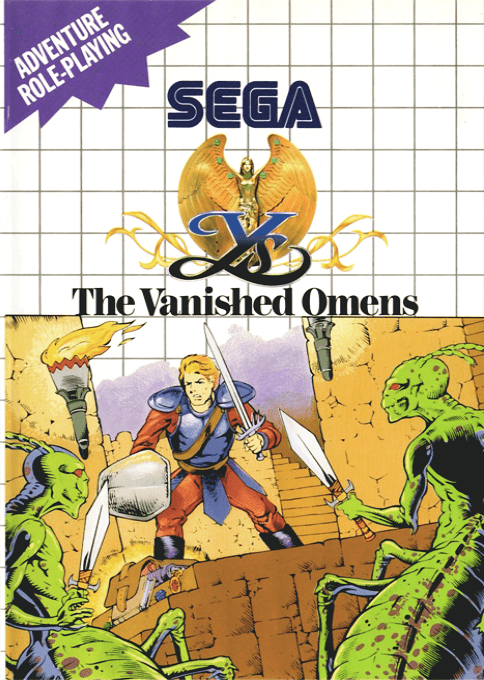 ADVENTURE
ROLE-PLAYING
SEGA
Ys
The Vanished Omens